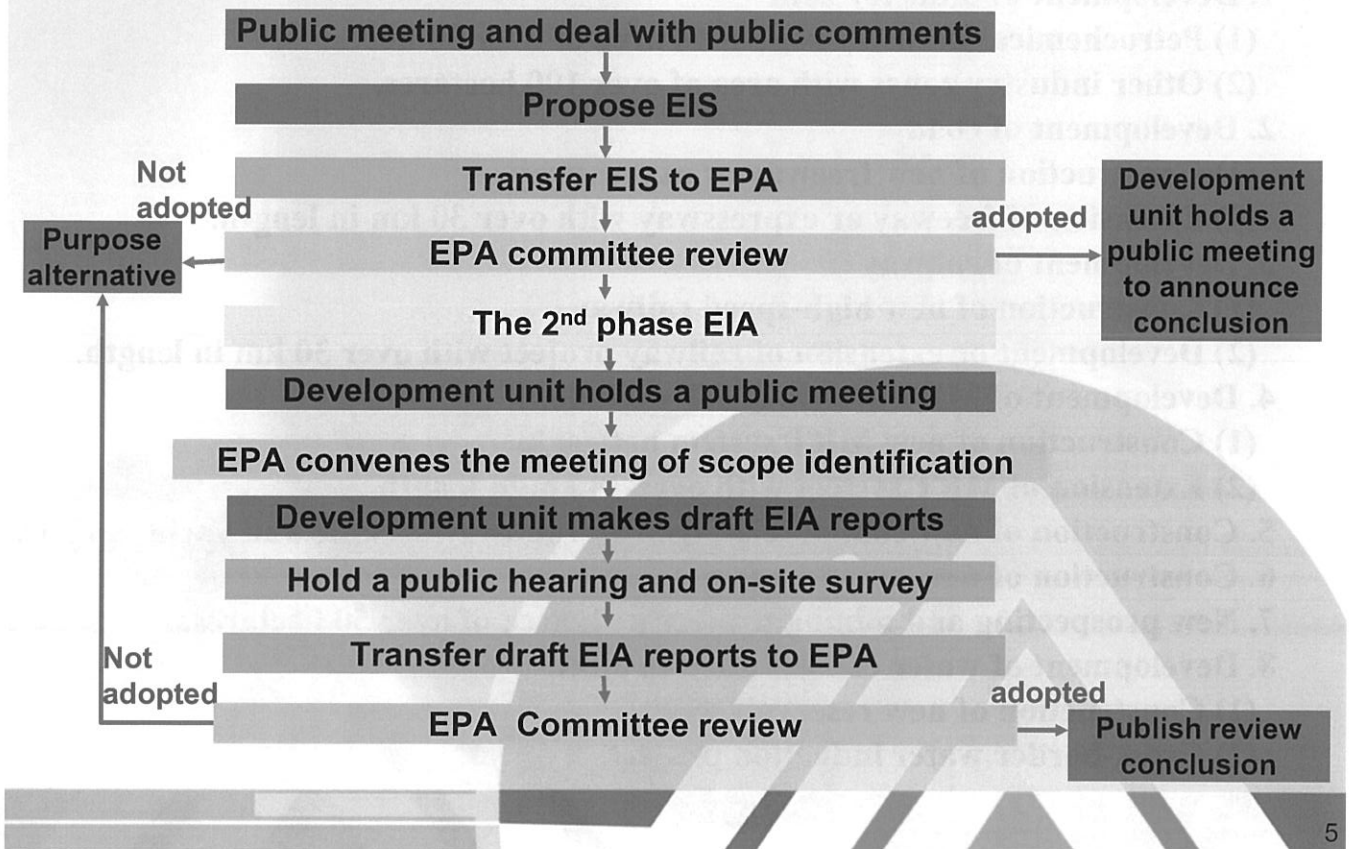 Public meeting and deal with public comments
Propose EIS
Not
adopted
Transfer EIS to EPA
adopted
Development
unit holds a
public meeting
to announce
conclusion
Purpose
alternative
EPA committee review
The 2nd phase EIA
Development unit holds a public meeting
EPA convenes the meeting of scope identification
Development unit makes draft EIA reports
Hold a public hearing and on-site survey
Not
adopted
Transfer draft EIA reports to EPA
adopted
EPA Committee review
Publish review
conclusion
5